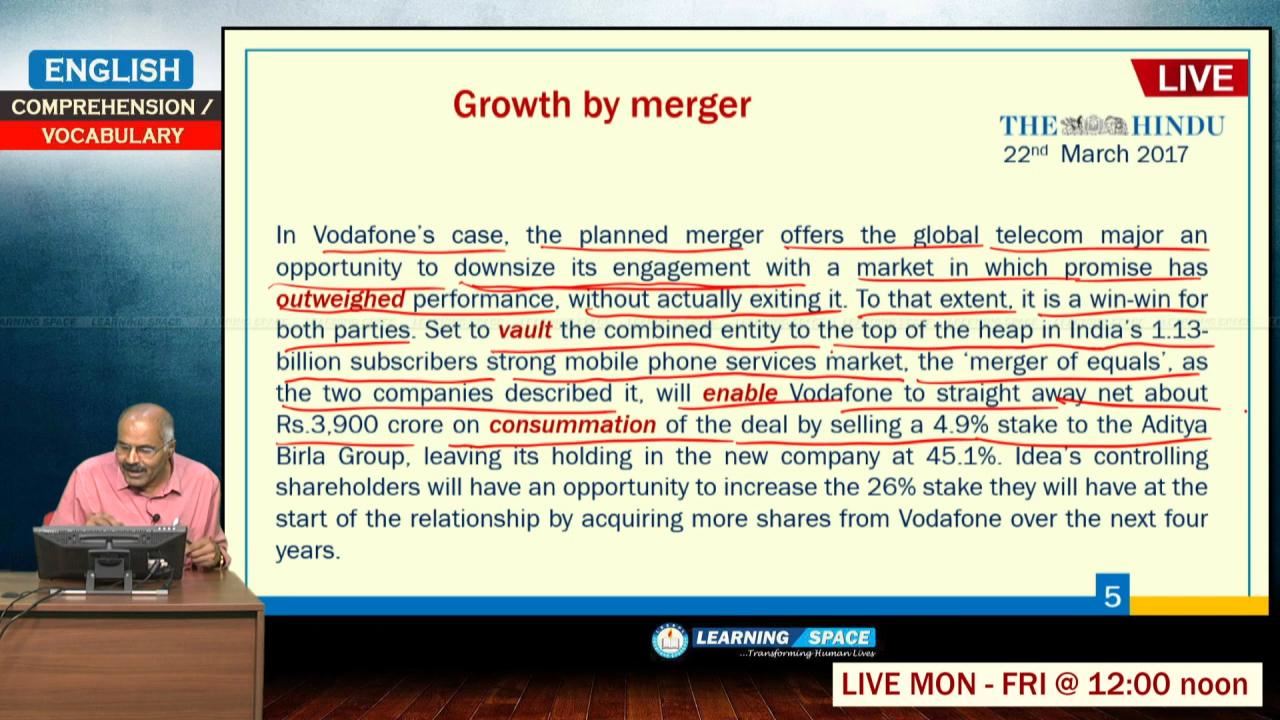 ENGLISH
COMPREHENSION /
VOCABULARY
LIVE
Growth by merger
THE HINDU
22nd March 2017
In Vodafone's case, the planned merger offers the global telecom major an
opportunity to downsize its engagement with a market in which promise has
outweighed performance, without actually exiting it. To that extent, it is a win-win for
both parties. Set to vault the combined entity to the top of the heap in India's 1.13-
billion subscribers strong mobile phone services market, the 'merger of equals', as
the two companies described it, will enable Vodafone to straight away net about
Rs.3,900 crore on consummation of the deal by selling a 4.9% stake to the Aditya
Birla Group, leaving its holding in the new company at 45.1%. Idea's controlling
shareholders will have an opportunity to increase the 26% stake they will have at the
start of the relationship by acquiring more shares from Vodafone over the next four
years.
5
LEARNING SPACE
...Transforming Human Lives
LIVE MON - FRI @ 12:00 noon